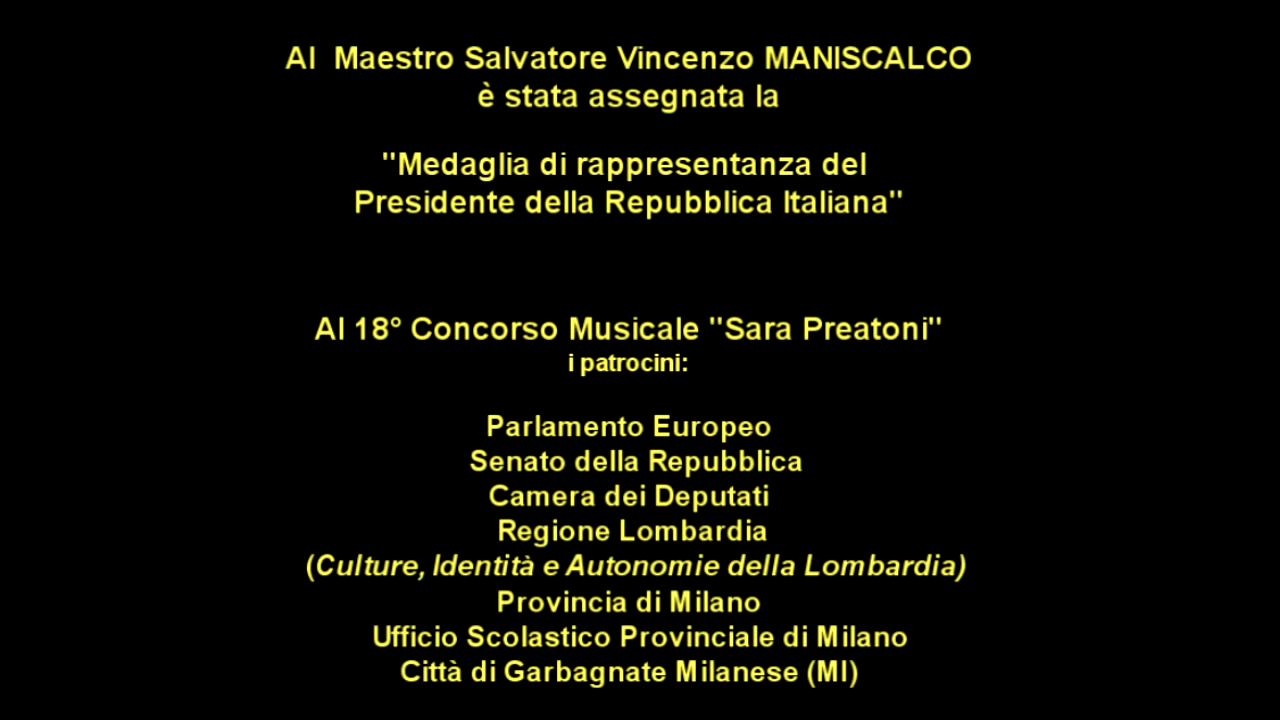 Al  Maestro Salvatore Vincenzo MANISCALCO
è stata assegnata la
"Medaglia di rappresentanza del
Presidente della Repubblica Italiana"
Al 18° Concorso Musicale "Sara Preatoni"
i patrocini:
Parlamento Europeo
Senato della Repubblica
Camera dei Deputati
Regione Lombardia
(Culture, Identità e Autonomie della Lombardia)
Provincia di Milano
Ufficio Scolastico Provinciale di Milano
Città di Garbagnate Milanese (MI)